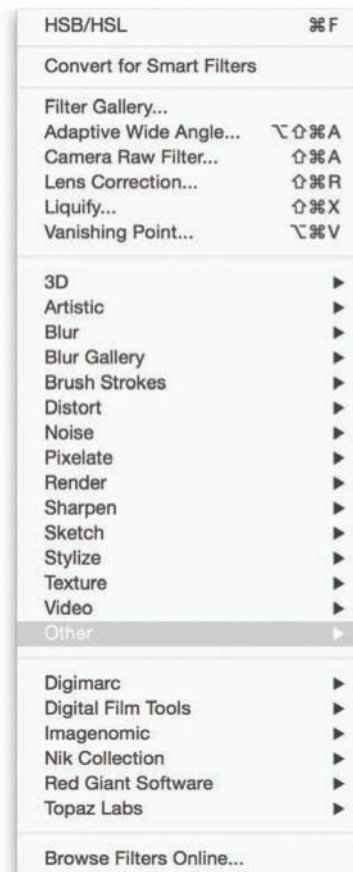 HSB/HSL ⌘F
Convert for Smart Filters
Filter Gallery...
Adaptive Wide Angle... ⌥⇧⌘A
Camera Raw Filter... ⇧⌘A
Lens Correction... ⇧⌘R
Liquify... ⇧⌘X
Vanishing Point... ⌥⌘V
3D
Artistic
Blur
Blur Gallery
Brush Strokes
Distort
Noise
Pixelate
Render
Sharpen
Sketch
Stylize
Texture
Video
Other
Digimarc
Digital Film Tools
Imagenomic
Nik Collection
Red Giant Software
Topaz Labs
Browse Filters Online...